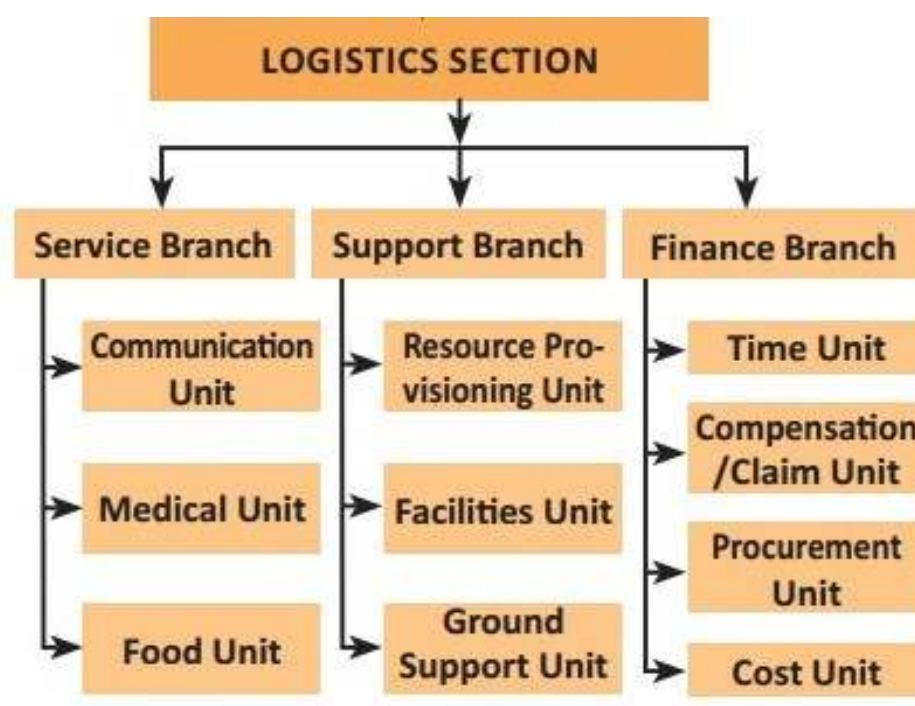 LOGISTICS SECTION
Service Branch
Communication
Unit
Medical Unit
Food Unit
Support Branch
Resource Pro-
visioning Unit
Facilities Unit
Ground
Support Unit
Finance Branch
Time Unit
Compensation
/Claim Unit
Procurement
Unit
Cost Unit